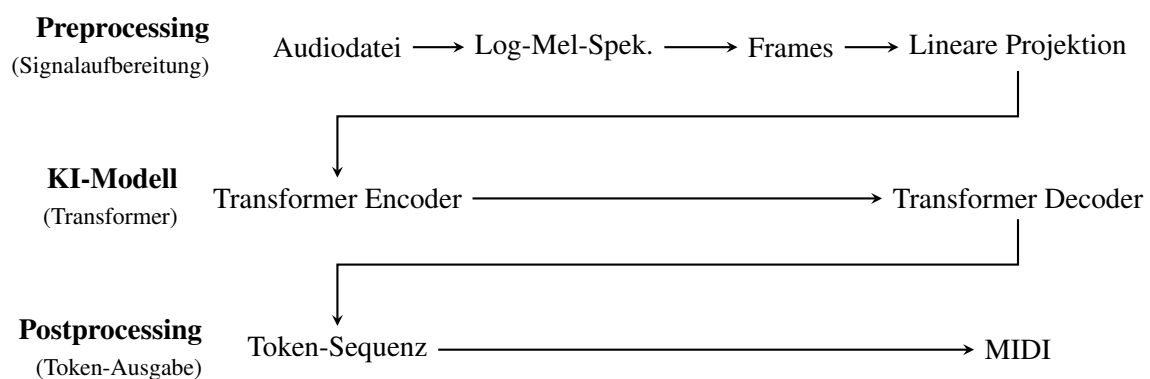 Preprocessing
(Signalaufbereitung)
Audiodatei Log-Mel-Spek. Frames Lineare Projektion
KI-Modell
(Transformer)
Transformer Encoder Transformer Decoder
Postprocessing
(Token-Ausgabe)
Token-Sequenz MIDI